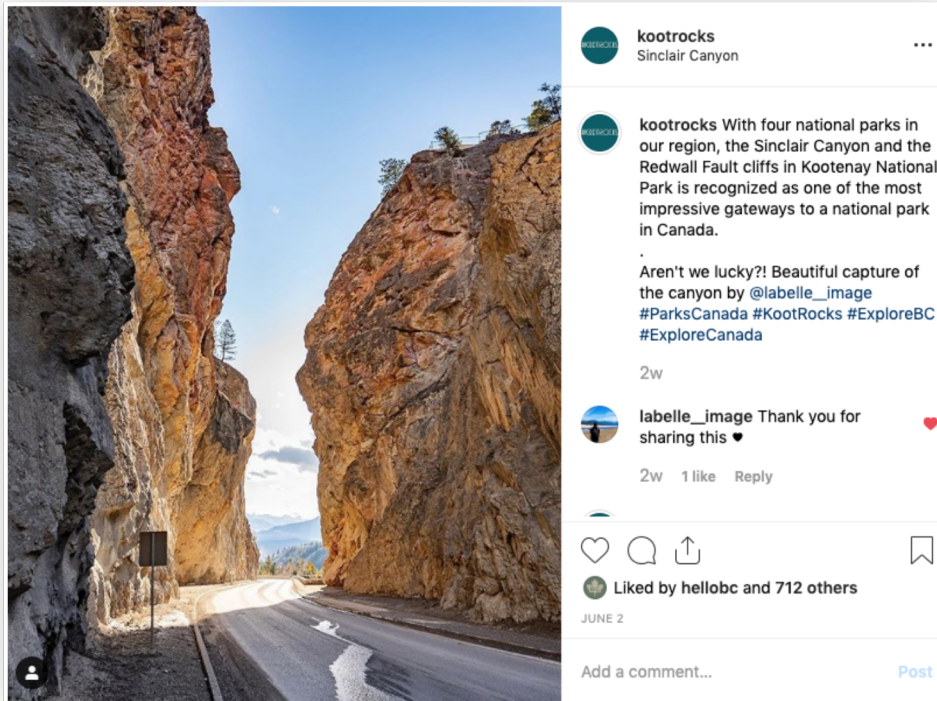 kootrocks
Sinclair Canyon
kootrocks With four national parks in
our region, the Sinclair Canyon and the
Redwall Fault cliffs in Kootenay National
Park is recognized as one of the most
impressive gateways to a national park
in Canada.
.
Aren't we lucky?! Beautiful capture of
the canyon by @labelle__image
#ParksCanada #KootRocks #ExploreBC
#ExploreCanada
2w
labelle__image Thank you for
sharing this ♥
2w 1 like Reply
Liked by hellobc and 712 others
JUNE 2
Add a comment... Post